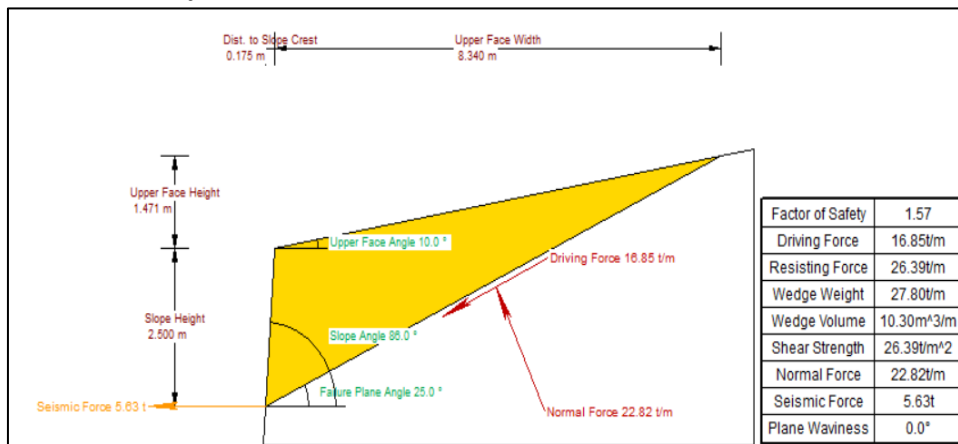 Dist. to Slope Crest
0.175 m
Upper Face Width
8.340 m
Upper Face Height
1.471 m
Upper Face Angle 10.0 °
Driving Force 16.85 t/m
Slope Height
2.500 m
Slope Angle 86.0 °
Failure Plane Angle 25.0 °
Seismic Force 5.63 t
Normal Force 22.82 t/m
Factor of Safety 1.57
Driving Force 16.85t/m
Resisting Force 26.39t/m
Wedge Weight 27.80t/m
Wedge Volume 10.30m^3/m
Shear Strength 26.39t/m^2
Normal Force 22.82t/m
Seismic Force 5.63t
Plane Waviness 0.0°